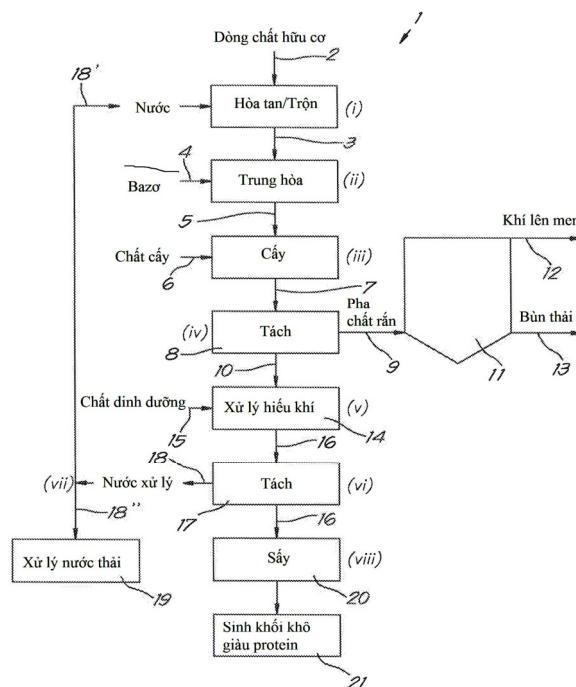 1
Dòng chất hữu cơ
2
18'
Nước
Hòa tan/Trộn
(i)
3
4
Bazơ
Trung hòa
(ii)
5
Chất cấy
6
Cấy
(iii)
7
Khí lên men
12
Pha
chất rắn
9
Bùn thải
13
11
(iv)
Tách
8
10
Chất dinh dưỡng
15
Xử lý hiếu khí
(v)
14
16
18
(vii)
Nước xử lý
Tách
(vi)
17
18"
16
Xử lý nước thải
19
Sấy
(viii)
20
Sinh khối khô
giàu protein
21